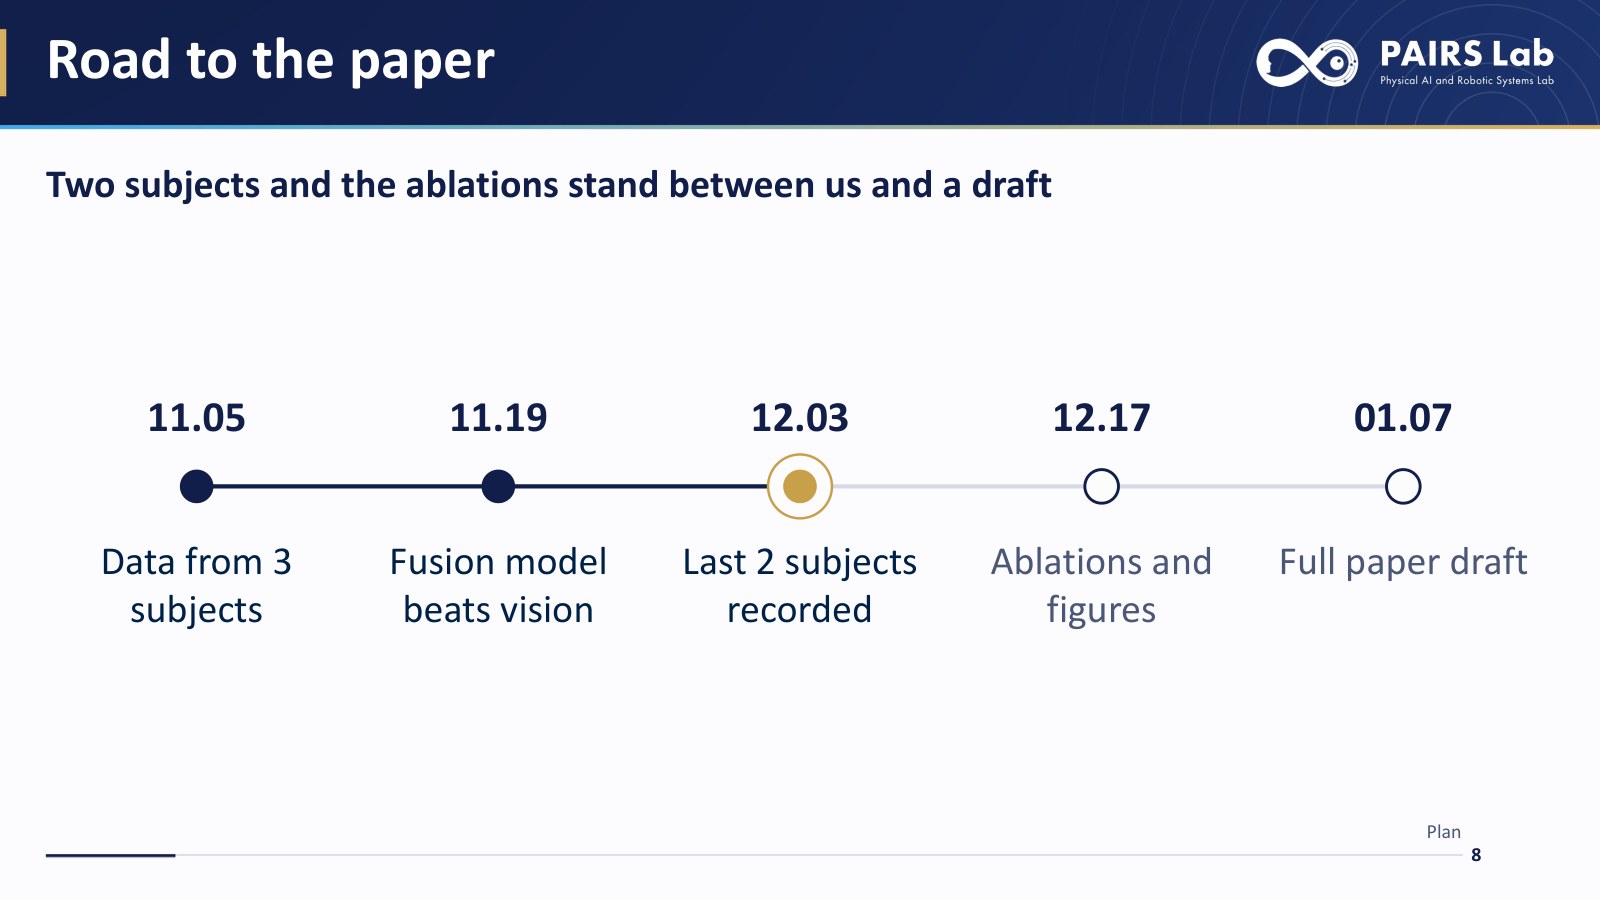 Road to the paper
PAIRS Lab
Physical AI and Robotic Systems Lab
Two subjects and the ablations stand between us and a draft
11.05
11.19
12.03
12.17
01.07
Data from 3
subjects
Fusion model
beats vision
Last 2 subjects
recorded
Ablations and
figures
Full paper draft
Plan
8